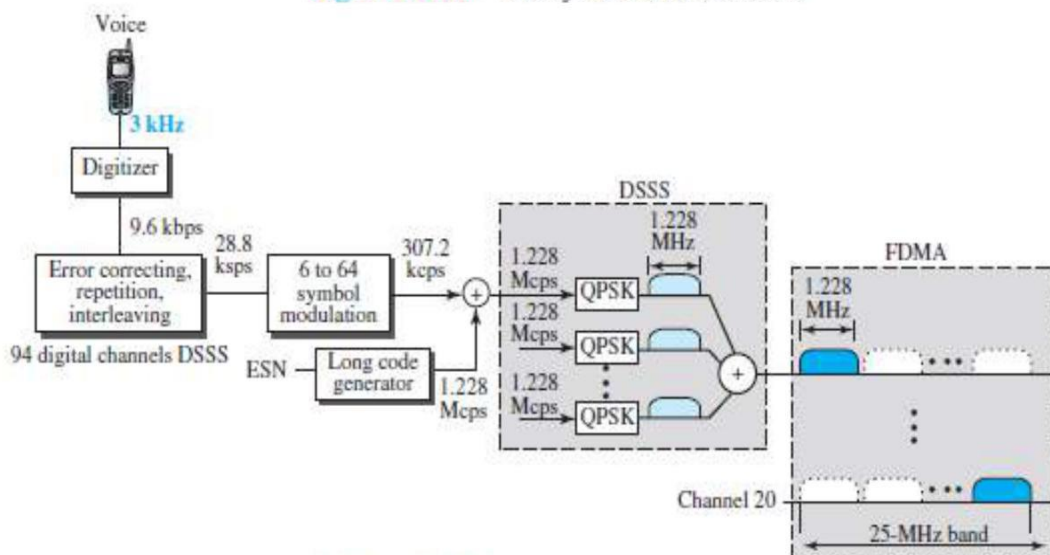 Voice
3 kHz
Digitizer
9.6 kbps
Error correcting,
repetition,
interleaving
94 digital channels DSSS
28.8
ksps
6 to 64
symbol
modulation
307.2
kcps
+
ESN
Long code
generator
1.228
Mcps
DSSS
1.228
Mcps
QPSK
1.228
MHz
1.228
Mcps
QPSK
1.228
Mcps
QPSK
+
FDMA
1.228
MHz
Channel 20
25-MHz band